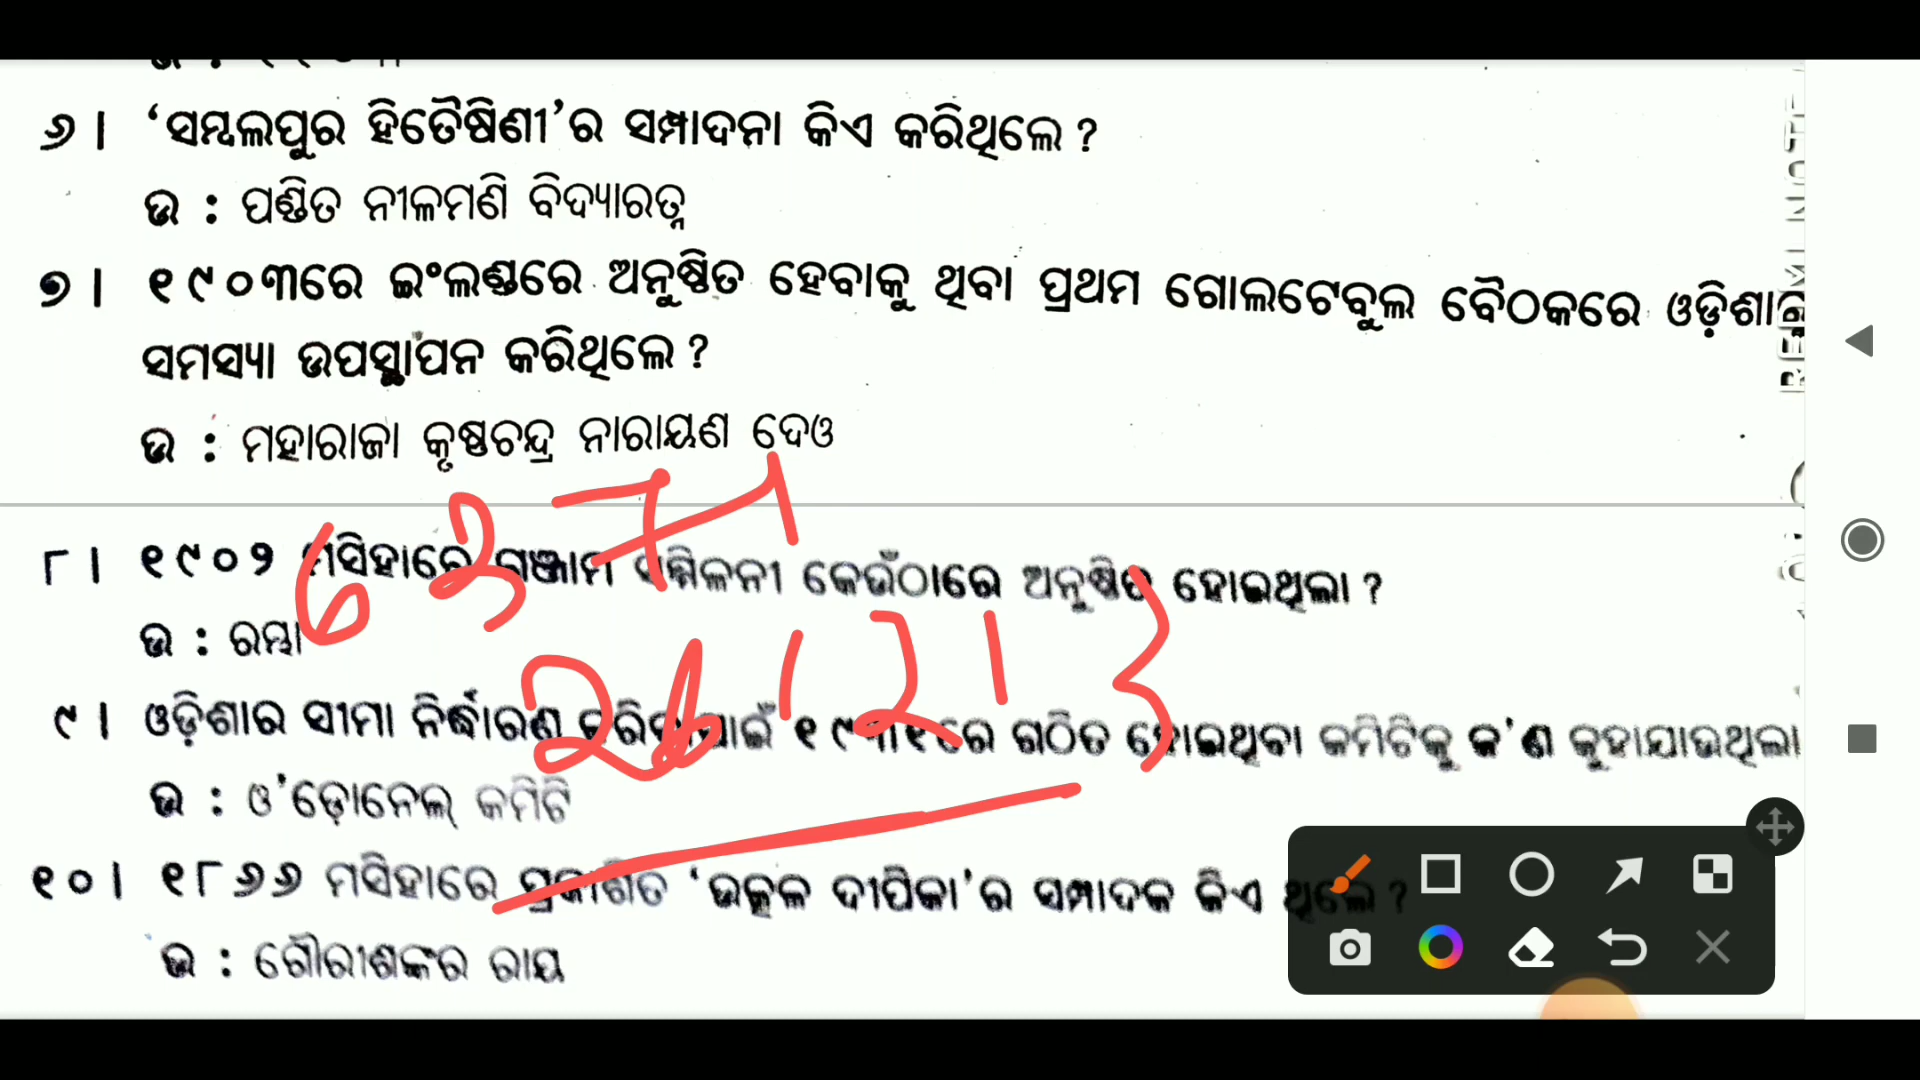 ୬ । ‘ସମ୍ବଲପୁର ହିତୈଷିଣୀ’ର ସମ୍ପାଦନା କିଏ କରିଥିଲେ ?
ଉ : ପଣ୍ଡିତ ନୀଳମଣି ବିଦ୍ୟାରତ୍ନ
୭ । ୧୯୦୩ରେ ଇଂଲଣ୍ଡରେ ଅନୁଷ୍ଠିତ ହେବାକୁ ଥିବା ପ୍ରଥମ ଗୋଲଟେବୁଲ ବୈଠକରେ ଓଡ଼ିଶାର
ସମସ୍ୟା ଉପସ୍ଥାପନ କରିଥିଲେ ?
ଉ : ମହାରାଜା କୃଷ୍ଣଚନ୍ଦ୍ର ନାରାୟଣ ଦେଓ
୮ । ୧୯୦୨ ମସିହାରେ ଗଞ୍ଜାମ ସମ୍ମିଳନୀ କେଉଁଠାରେ ଅନୁଷ୍ଠିତ ହୋଇଥିଲା ?
ଉ : ରମ୍ଭା
୯ । ଓଡ଼ିଶାର ସୀମା ନିର୍ଦ୍ଧାରଣ କରିବା ପାଇଁ ୧୯୩୧ରେ ଗଠିତ ହୋଇଥିବା କମିଟିକୁ କ'ଣ କୁହାଯାଉଥିଲା
ଉ : ଓ'ଡ଼ୋନେଲ୍ କମିଟି
୧୦ । ୧୮୬୬ ମସିହାରେ ପ୍ରକାଶିତ ‘ଉତ୍କଳ ଦୀପିକା’ର ସମ୍ପାଦକ କିଏ ଥିଲେ ?
ଉ : ଗୌରୀଶଙ୍କର ରାୟ